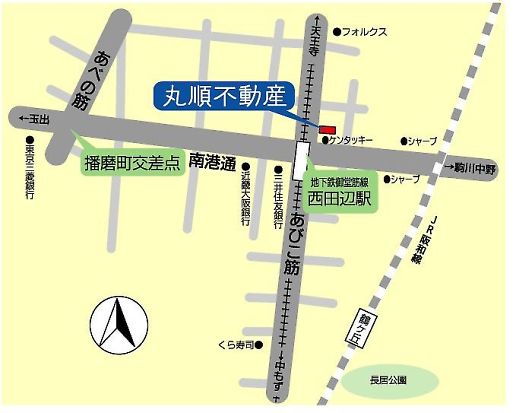 ↑天王寺
●フォルクス
あべの筋
丸順不動産
←玉出
●ケンタッキー
●シャープ
播磨町交差点
南港通
地下鉄御堂筋線
西田辺駅
●シャープ
→駒川中野
●東京三菱銀行
●近畿大阪銀行
●三井住友銀行
あびこ筋
JR阪和線
鶴ヶ丘
くら寿司●
→中もず
長居公園